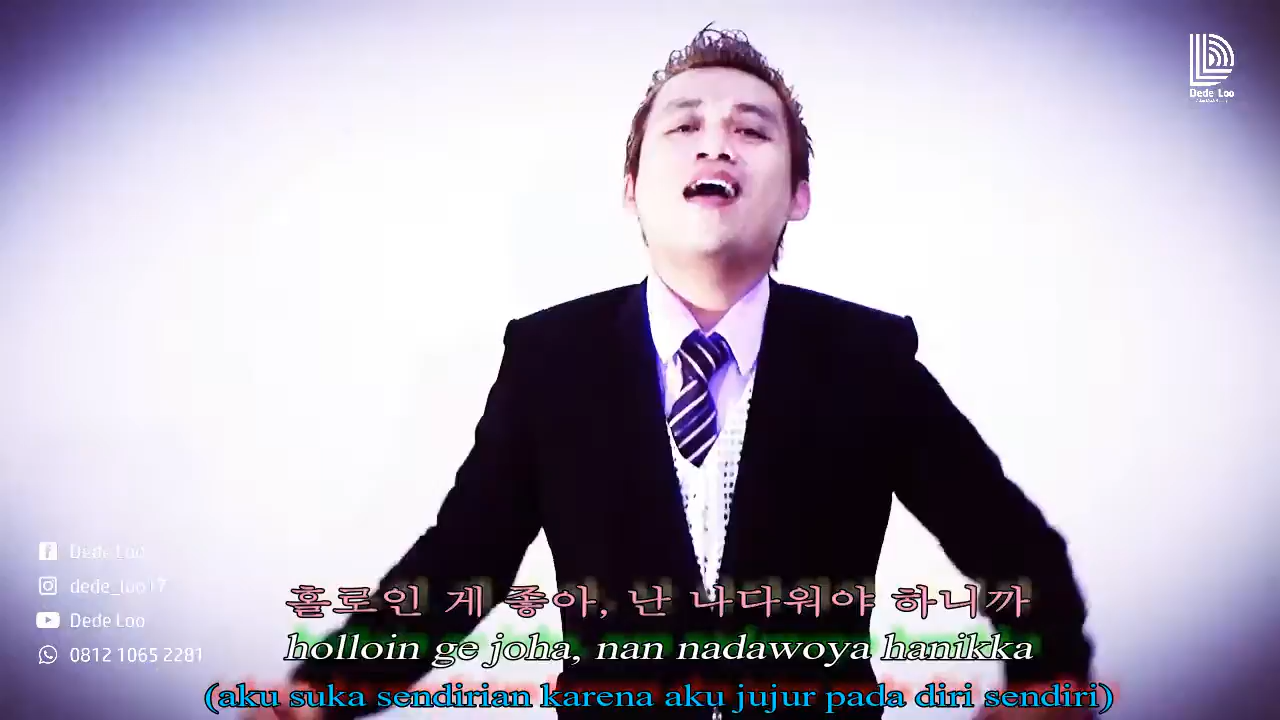 Dede Loo
Dede Loo
dede_loo17
Dede Loo
0812 1065 2281
홀로인 게 좋아, 난 나다워야 하니까
holloin ge joha, nan nadawoya hanikka
(aku suka sendirian karena aku jujur pada diri sendiri)